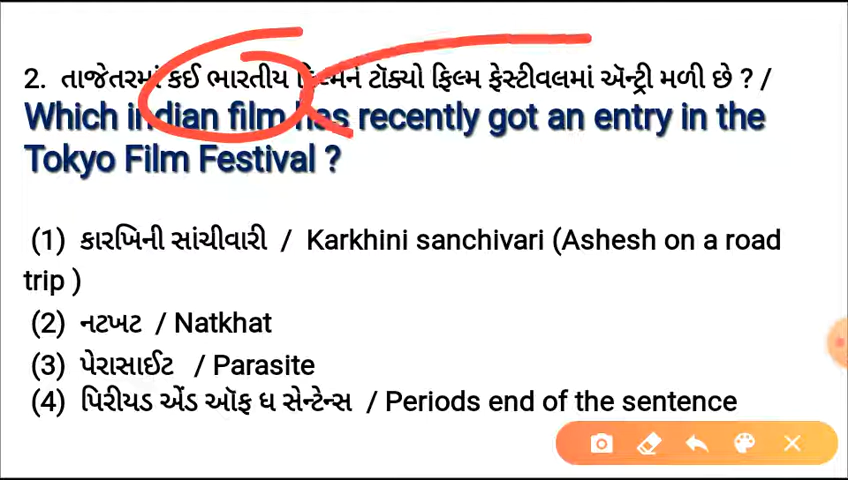 2. તાજેતરમાં કઈ ભારતીય ફિલ્મને ટૉક્યો ફિલ્મ ફેસ્ટીવલમાં ઍન્ટ્રી મળી છે ? /
Which indian film has recently got an entry in the
Tokyo Film Festival ?
(1) કારખિની સાંચીવારી / Karkhini sanchivari (Ashesh on a road
trip )
(2) નટખટ / Natkhat
(3) પેરાસાઈટ / Parasite
(4) પિરીયડ એંડ ઑફ ધ સેન્ટેન્સ / Periods end of the sentence